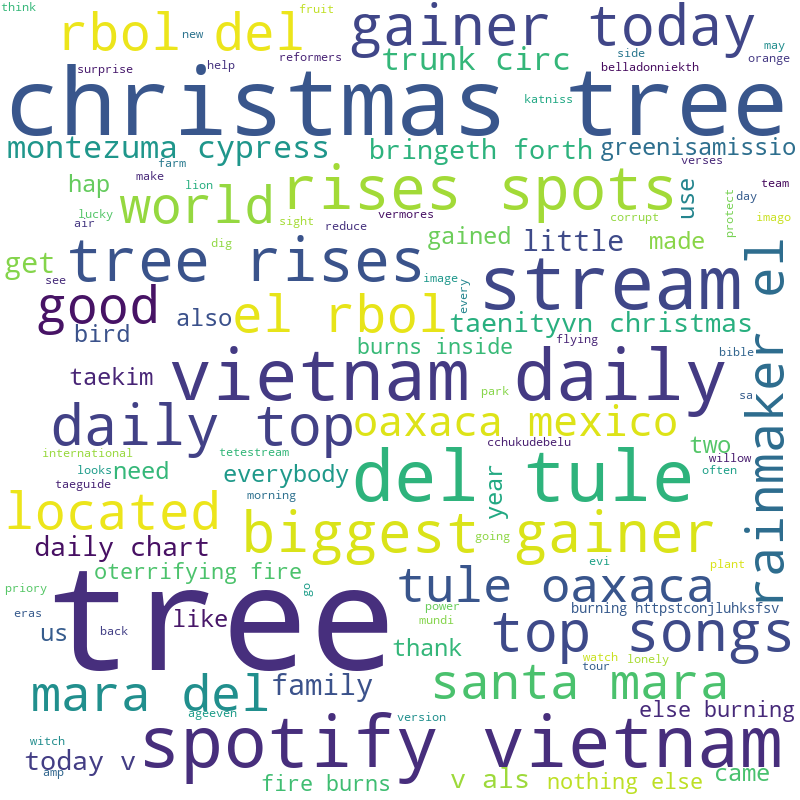 think
fruit
rbol del
new
gainer today
side
may
surprise
help
reformers
trunk circ
belladonniekth
orange
christmas tree
katniss
montezuma cypress
bringeth forth
greenisamissio
farm
verses
hap
make
lion
world
rises spots
use
team
day
lucky
air
sight
reduce
vermores
corrupt
protect
imago
get
see
dig
tree rises
gained
little
made
image
every
stream
rainmaker el
good
also
bird
el rbol
taenityvn christmas
burns inside
flying
bible
taekim
vietnam daily
park
sa
daily top
oaxaca mexico
cchukudebelu
two
international
tetestream
willow
looks
need
everybody
often
taeguide
morning
year
del tule
located
daily chart
biggest gainer
going
oterrifying fire
evi
plant
priory
tree
go
tule oaxaca
eras
us
back
like
power
mundi
burning httpstconjluhksfsv
top songs
thank
watch
lonely
tour
mara del
family
santa mara
ageeven
version
else burning
witch
today v
amp
spotify vietnam
fire burns
v als
nothing else
came